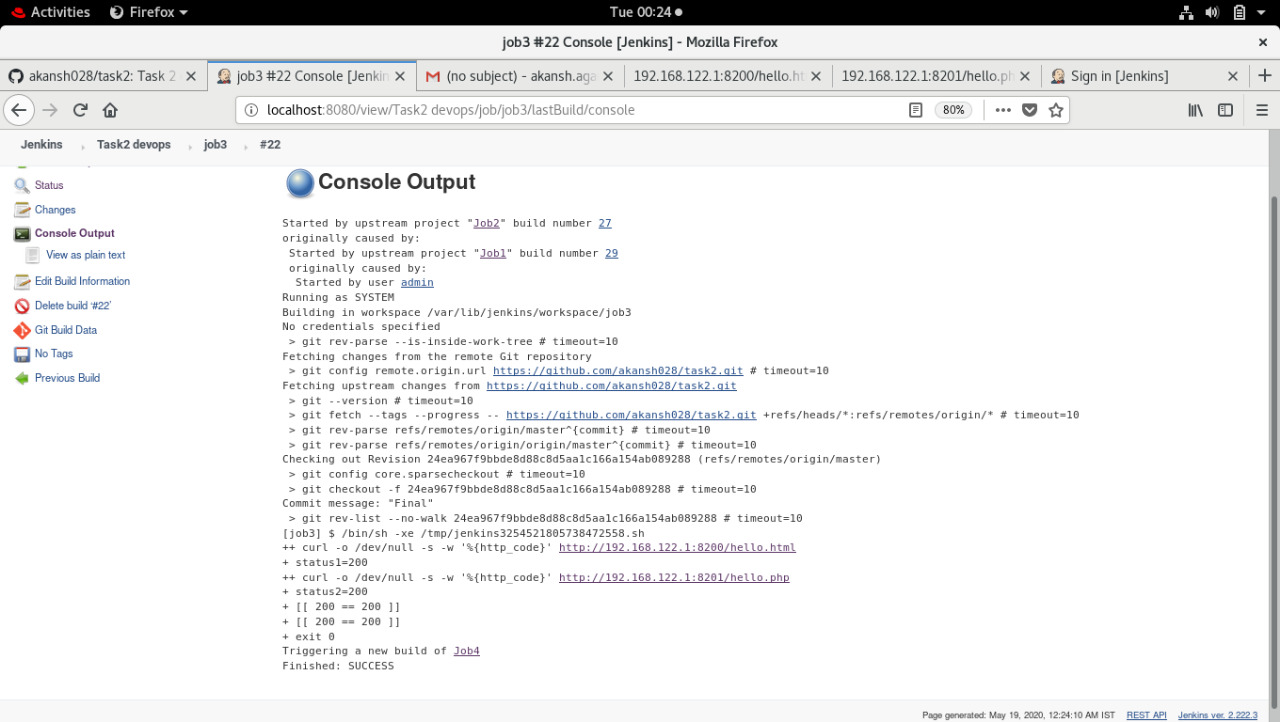 Activities Firefox Tue 00:24
job3 #22 Console [Jenkins] - Mozilla Firefox
akansh028/task2: Task 2 job3 #22 Console [Jenkin (no subject) - akansh.aga 192.168.122.1:8200/hello.ht 192.168.122.1:8201/hello.ph Sign in [Jenkins]
localhost:8080/view/Task2 devops/job/job3/lastBuild/console 80%
Jenkins Task2 devops job3 #22
Status
Changes
Console Output
View as plain text
Edit Build Information
Delete build ‘#22’
Git Build Data
No Tags
Previous Build
Console Output
Started by upstream project "Job2" build number 27
originally caused by:
Started by upstream project "Job1" build number 29
originally caused by:
Started by user admin
Running as SYSTEM
Building in workspace /var/lib/jenkins/workspace/job3
No credentials specified
> git rev-parse --is-inside-work-tree # timeout=10
Fetching changes from the remote Git repository
> git config remote.origin.url https://github.com/akansh028/task2.git # timeout=10
Fetching upstream changes from https://github.com/akansh028/task2.git
> git --version # timeout=10
> git fetch --tags --progress -- https://github.com/akansh028/task2.git +refs/heads/*:refs/remotes/origin/* # timeout=10
> git rev-parse refs/remotes/origin/master^{commit} # timeout=10
> git rev-parse refs/remotes/origin/origin/master^{commit} # timeout=10
Checking out Revision 24ea967f9bbde8d88c8d5aa1c166a154ab089288 (refs/remotes/origin/master)
> git config core.sparsecheckout # timeout=10
> git checkout -f 24ea967f9bbde8d88c8d5aa1c166a154ab089288 # timeout=10
Commit message: "Final"
> git rev-list --no-walk 24ea967f9bbde8d88c8d5aa1c166a154ab089288 # timeout=10
[job3] $ /bin/sh -xe /tmp/jenkins3254521805738472558.sh
++ curl -o /dev/null -s -w '%{http_code}' http://192.168.122.1:8200/hello.html
+ status1=200
++ curl -o /dev/null -s -w '%{http_code}' http://192.168.122.1:8201/hello.php
+ status2=200
+ [[ 200 == 200 ]]
+ [[ 200 == 200 ]]
+ exit 0
Triggering a new build of Job4
Finished: SUCCESS
Page generated: May 19, 2020, 12:24:10 AM IST REST API Jenkins ver. 2.222.3